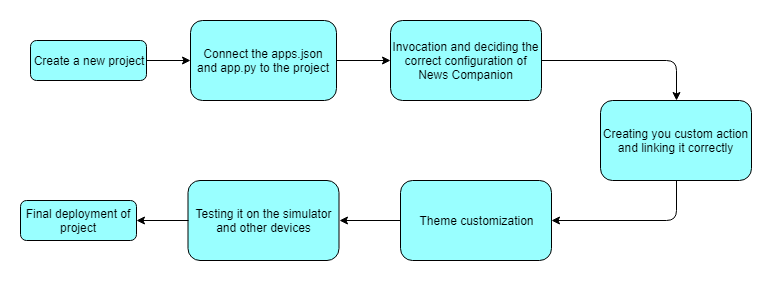 Create a new project
Connect the apps.json
and app.py to the project
Invocation and deciding the
correct configuration of
News Companion
Creating you custom action
and linking it correctly
Theme customization
Testing it on the simulator
and other devices
Final deployment of
project